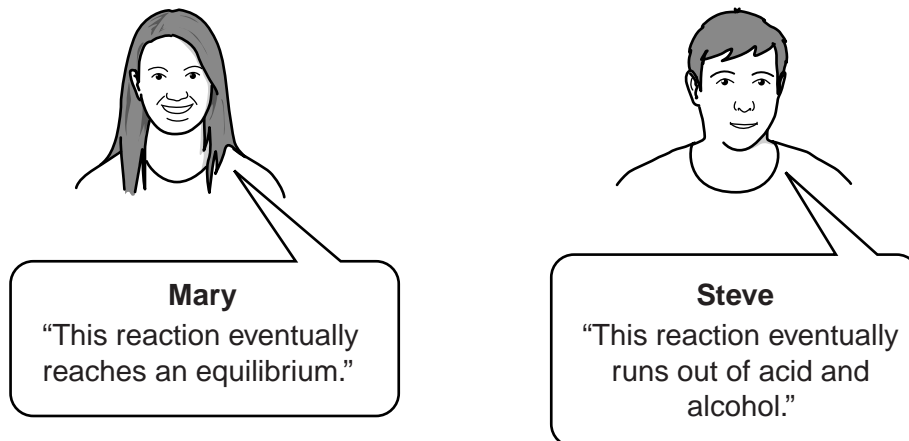 Mary
“This reaction eventually
reaches an equilibrium.”
Steve
“This reaction eventually
runs out of acid and
alcohol.”